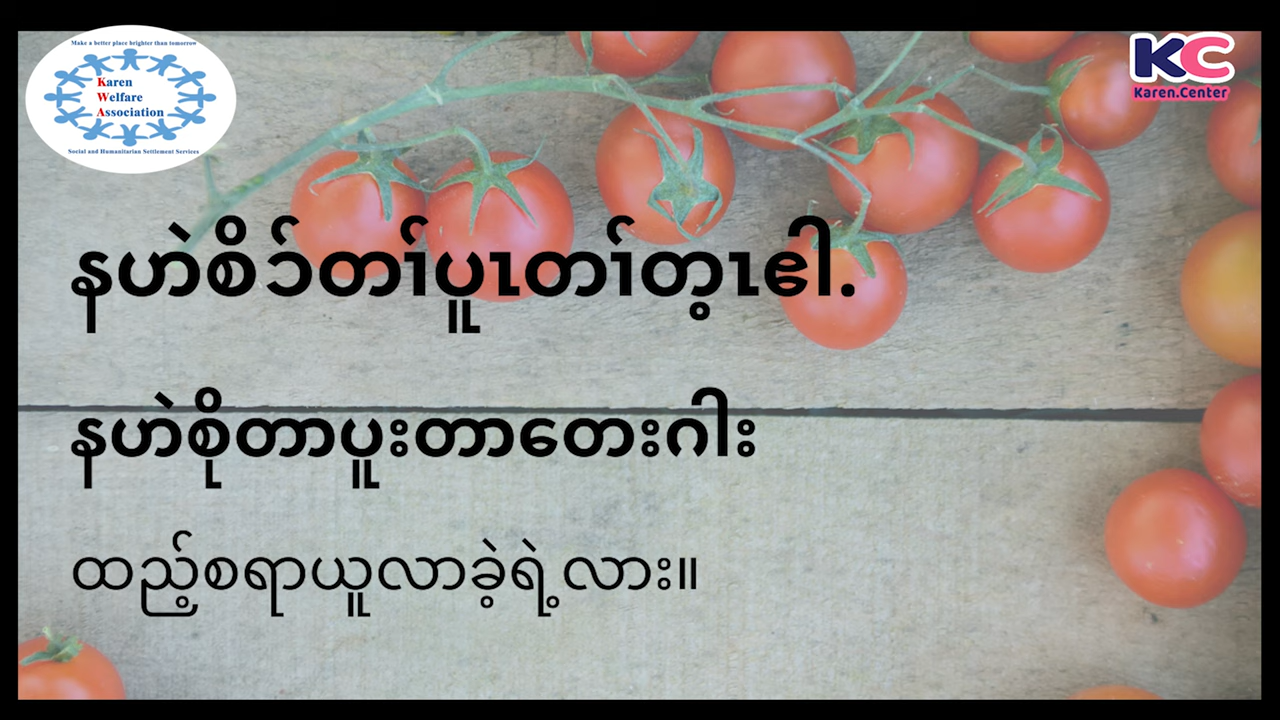 Make a better place brighter than tomorrow
Karen
Welfare
Association
Social and Humanitarian Settlement Services
KC
Karen.Center
နဟဲစိာ်တၢ်ပူၤတၢ်တ့ၤဧါ.
နဟဲစိုတာပူးတာတေးဂါး
ထည့်စရာယူလာခဲ့ရဲ့လား။